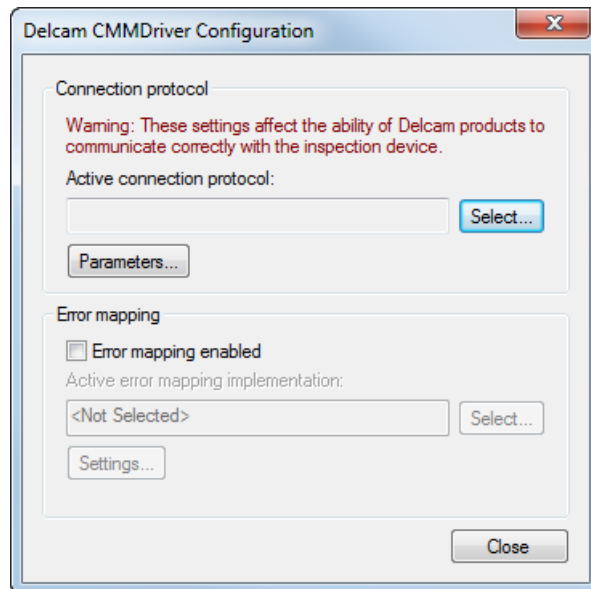 Delcam CMMDriver Configuration
Connection protocol
Warning: These settings affect the ability of Delcam products to
communicate correctly with the inspection device.
Active connection protocol:
Select...
Parameters...
Error mapping
Error mapping enabled
Active error mapping implementation:
<Not Selected>
Select...
Settings...
Close